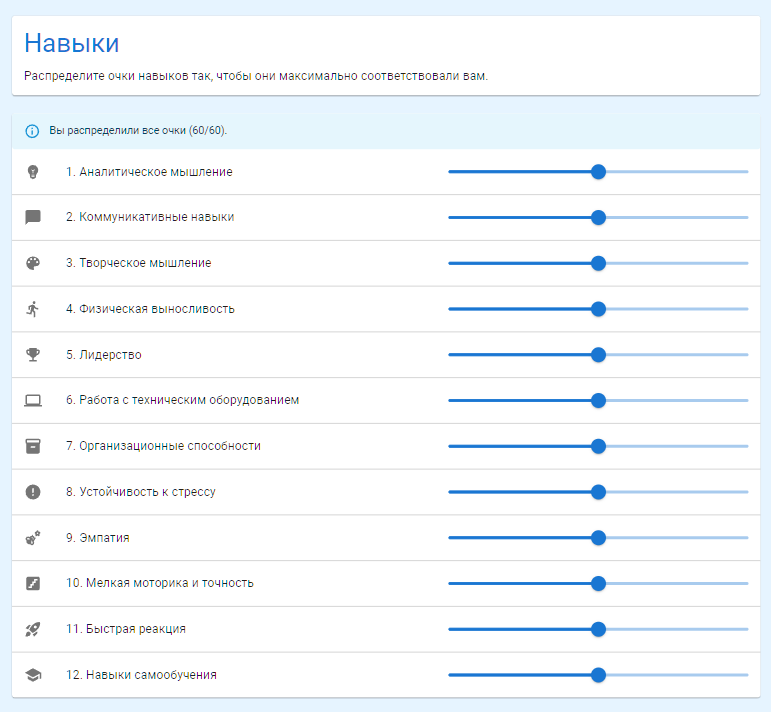 Навыки
Распределите очки навыков так, чтобы они максимально соответствовали вам.
Вы распределили все очки (60/60).
1. Аналитическое мышление
2. Коммуникативные навыки
3. Творческое мышление
4. Физическая выносливость
5. Лидерство
6. Работа с техническим оборудованием
7. Организационные способности
8. Устойчивость к стрессу
9. Эмпатия
10. Мелкая моторика и точность
11. Быстрая реакция
12. Навыки самообучения